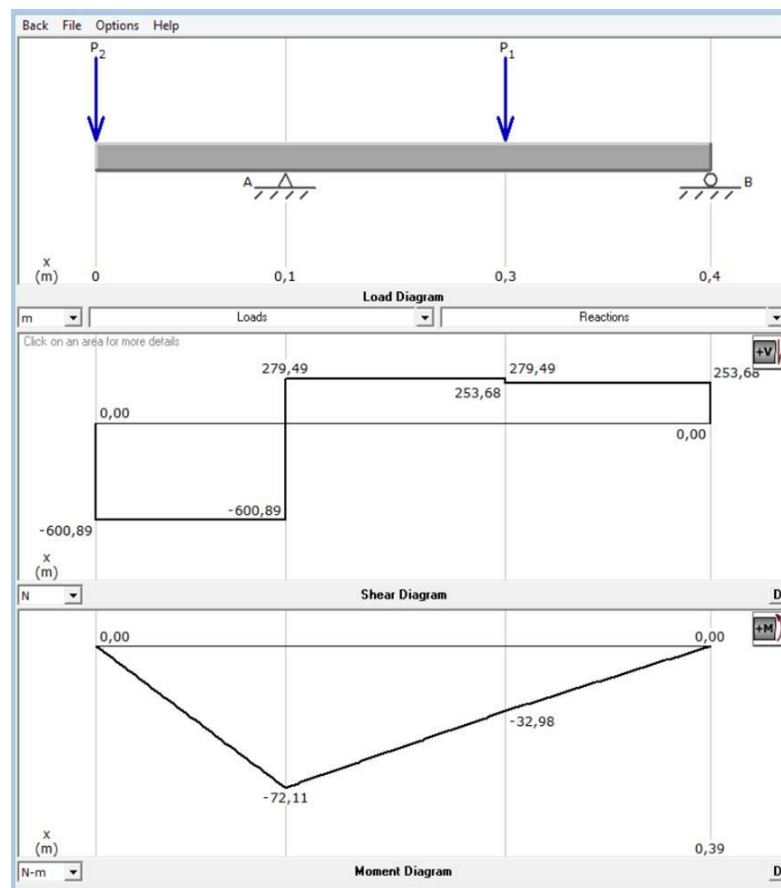 Back File Options Help
P2 P1
A B
x
(m) 0 0,1 0,3 0,4
Load Diagram
m Loads Reactions
Click on an area for more details
+V
279,49 279,49 253,68
253,68
0,00
0,00
-600,89
-600,89
x
(m)
N Shear Diagram D
+M
0,00 0,00
-32,98
-72,11
x
(m) 0,39
N-m Moment Diagram D